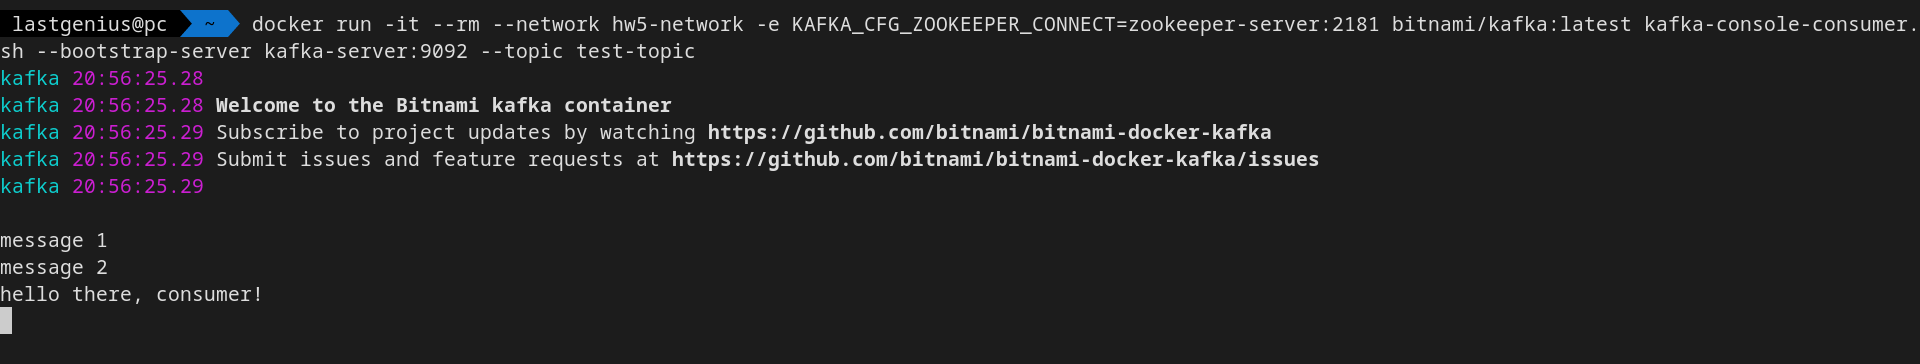 lastgenius@pc ~ docker run -it --rm --network hw5-network -e KAFKA_CFG_ZOOKEEPER_CONNECT=zookeeper-server:2181 bitnami/kafka:latest kafka-console-consumer.
sh --bootstrap-server kafka-server:9092 --topic test-topic
kafka 20:56:25.28
kafka 20:56:25.28 Welcome to the Bitnami kafka container
kafka 20:56:25.29 Subscribe to project updates by watching https://github.com/bitnami/bitnami-docker-kafka
kafka 20:56:25.29 Submit issues and feature requests at https://github.com/bitnami/bitnami-docker-kafka/issues
kafka 20:56:25.29
message 1
message 2
hello there, consumer!